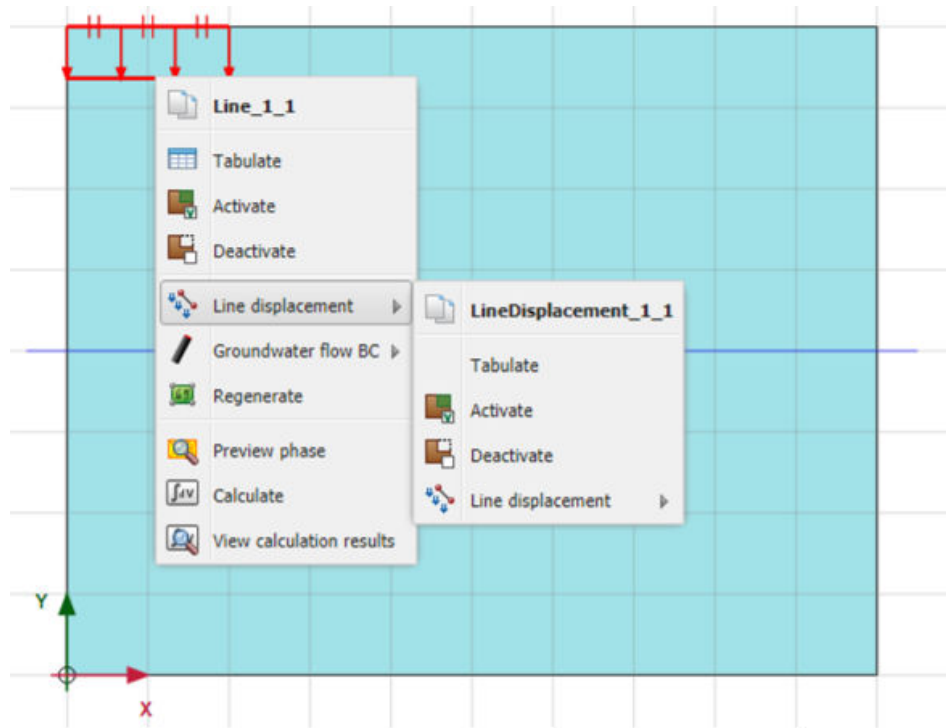 Line_1_1
Tabulate
Activate
Deactivate
Line displacement
Groundwater flow BC
Regenerate
Preview phase
Calculate
View calculation results
LineDisplacement_1_1
Tabulate
Activate
Deactivate
Line displacement
Y
X